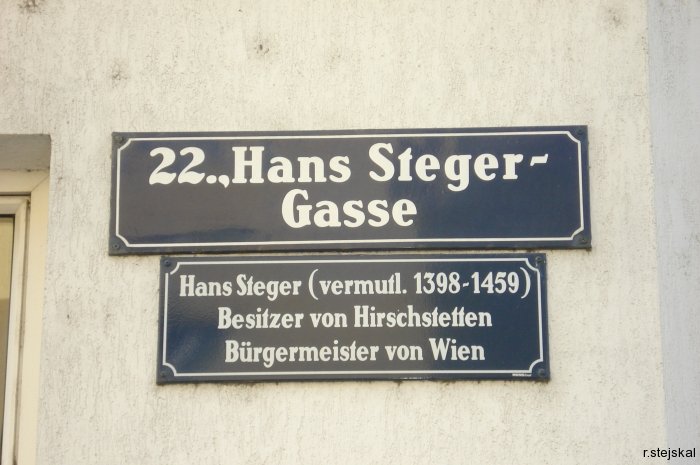 22., Hans Steger-
Gasse
Hans Steger (vermutl. 1398-1459)
Besitzer von Hirschstetten
Bürgermeister von Wien
r.stejskal